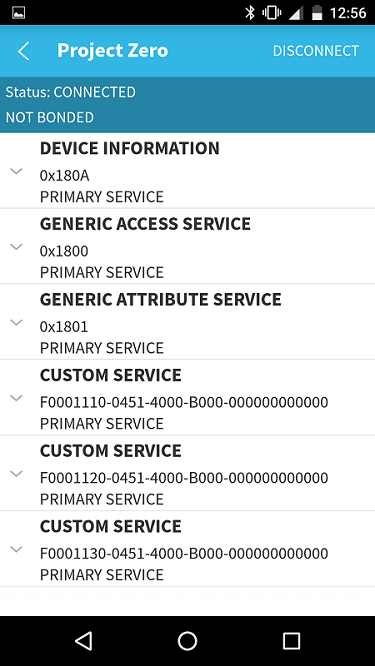 12:56
Project Zero DISCONNECT
Status: CONNECTED
NOT BONDED
DEVICE INFORMATION
0x180A
PRIMARY SERVICE
GENERIC ACCESS SERVICE
0x1800
PRIMARY SERVICE
GENERIC ATTRIBUTE SERVICE
0x1801
PRIMARY SERVICE
CUSTOM SERVICE
F0001110-0451-4000-B000-000000000000
PRIMARY SERVICE
CUSTOM SERVICE
F0001120-0451-4000-B000-000000000000
PRIMARY SERVICE
CUSTOM SERVICE
F0001130-0451-4000-B000-000000000000
PRIMARY SERVICE